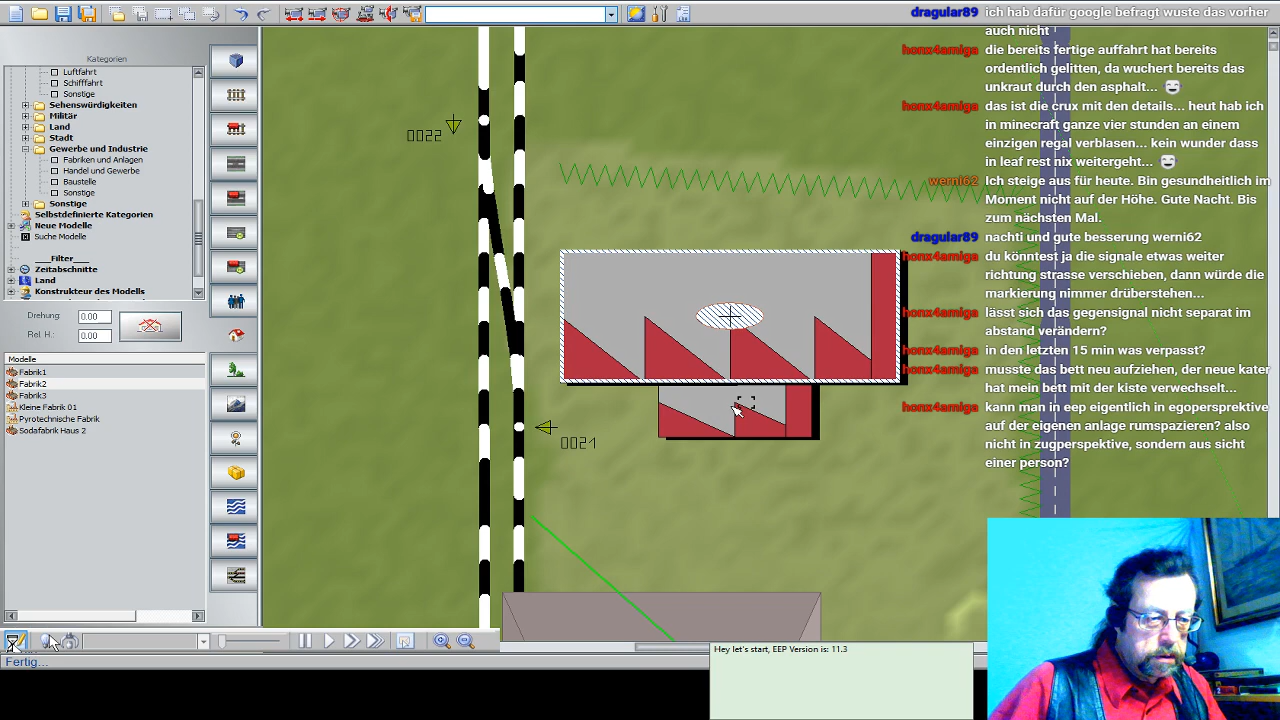 Kategorien
Luftfahrt
Schifffahrt
Sonstige
Sehenswürdigkeiten
Militär
Land
Stadt
Gewerbe und Industrie
Fabriken und Anlagen
Handel und Gewerbe
Baustelle
Sonstige
Sonstige
Selbstdefinierte Kategorien
Neue Modelle
Suche Modelle
___Filter___
Zeitabschnitte
Land
Konstrukteure des Modells
Drehung: 0.00
Rel. H.: 0.00
Modelle
Fabrik1
Fabrik2
Fabrik3
Kleine Fabrik 01
Pyrotechnische Fabrik
Sodafabrik Haus 2
Fertig...
0022
0021
Hey let's start, EEP Version is: 11.3
dragular89 ich hab dafür google befragt wuste das vorher
auch nicht
honx4amiga die bereits fertige auffahrt hat bereits
ordentlich gelitten, da wuchert bereits das
unkraut durch den asphalt...
honx4amiga das ist die crux mit den details... heut hab ich
in minecraft ganze vier stunden an einem
einzigen regal verblasen... kein wunder dass
in leaf rest nix weitergeht...
werni62 Ich steige aus für heute. Bin gesundheitlich im
Moment nicht auf der Höhe. Gute Nacht. Bis
zum nächsten Mal.
dragular89 nachti und gute besserung werni62
honx4amiga du könntest ja die signale etwas weiter
richtung strasse verschieben, dann würde die
markierung nimmer drüberstehen...
honx4amiga lässt sich das gegensignal nicht separat im
abstand verändern?
honx4amiga in den letzten 15 min was verpasst?
honx4amiga musste das bett neu aufziehen, der neue kater
hat mein bett mit der kiste verwechselt...
honx4amiga kann man in eep eigentlich in egopersprektive
auf der eigenen anlage rumspazieren? also
nicht in zugperspektive, sondern aus sicht
einer person?